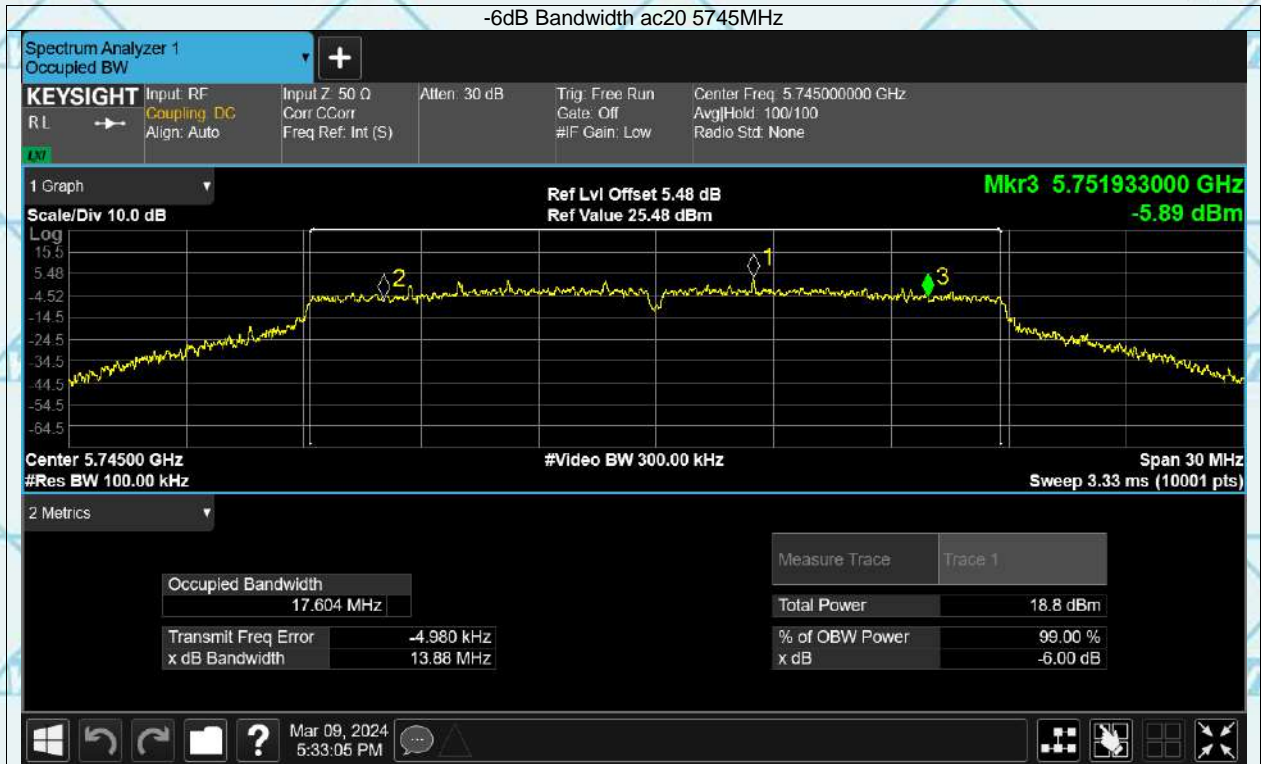 -6dB Bandwidth ac20 5745MHz
Spectrum Analyzer 1
Occupied BW
+
KEYSIGHT Input: RF Input Z: 50 Ω Atten: 30 dB Trig: Free Run Center Freq: 5.745000000 GHz
RL Coupling: DC Corr CCorr Gate: Off Avg|Hold: 100/100
Align: Auto Freq Ref: Int (S) #IF Gain: Low Radio Std: None
LXI
1 Graph Ref Lvl Offset 5.48 dB Mkr3 5.751933000 GHz
Scale/Div 10.0 dB Ref Value 25.48 dBm -5.89 dBm
Log
15.5
5.48
-4.52
-14.5
-24.5
-34.5
-44.5
-54.5
-64.5
2
1
3
Center 5.74500 GHz #Video BW 300.00 kHz Span 30 MHz
#Res BW 100.00 kHz Sweep 3.33 ms (10001 pts)
2 Metrics
Measure Trace Trace 1
Occupied Bandwidth
17.604 MHz Total Power 18.8 dBm
Transmit Freq Error -4.980 kHz % of OBW Power 99.00 %
x dB Bandwidth 13.88 MHz x dB -6.00 dB
? Mar 09, 2024
5:33:05 PM